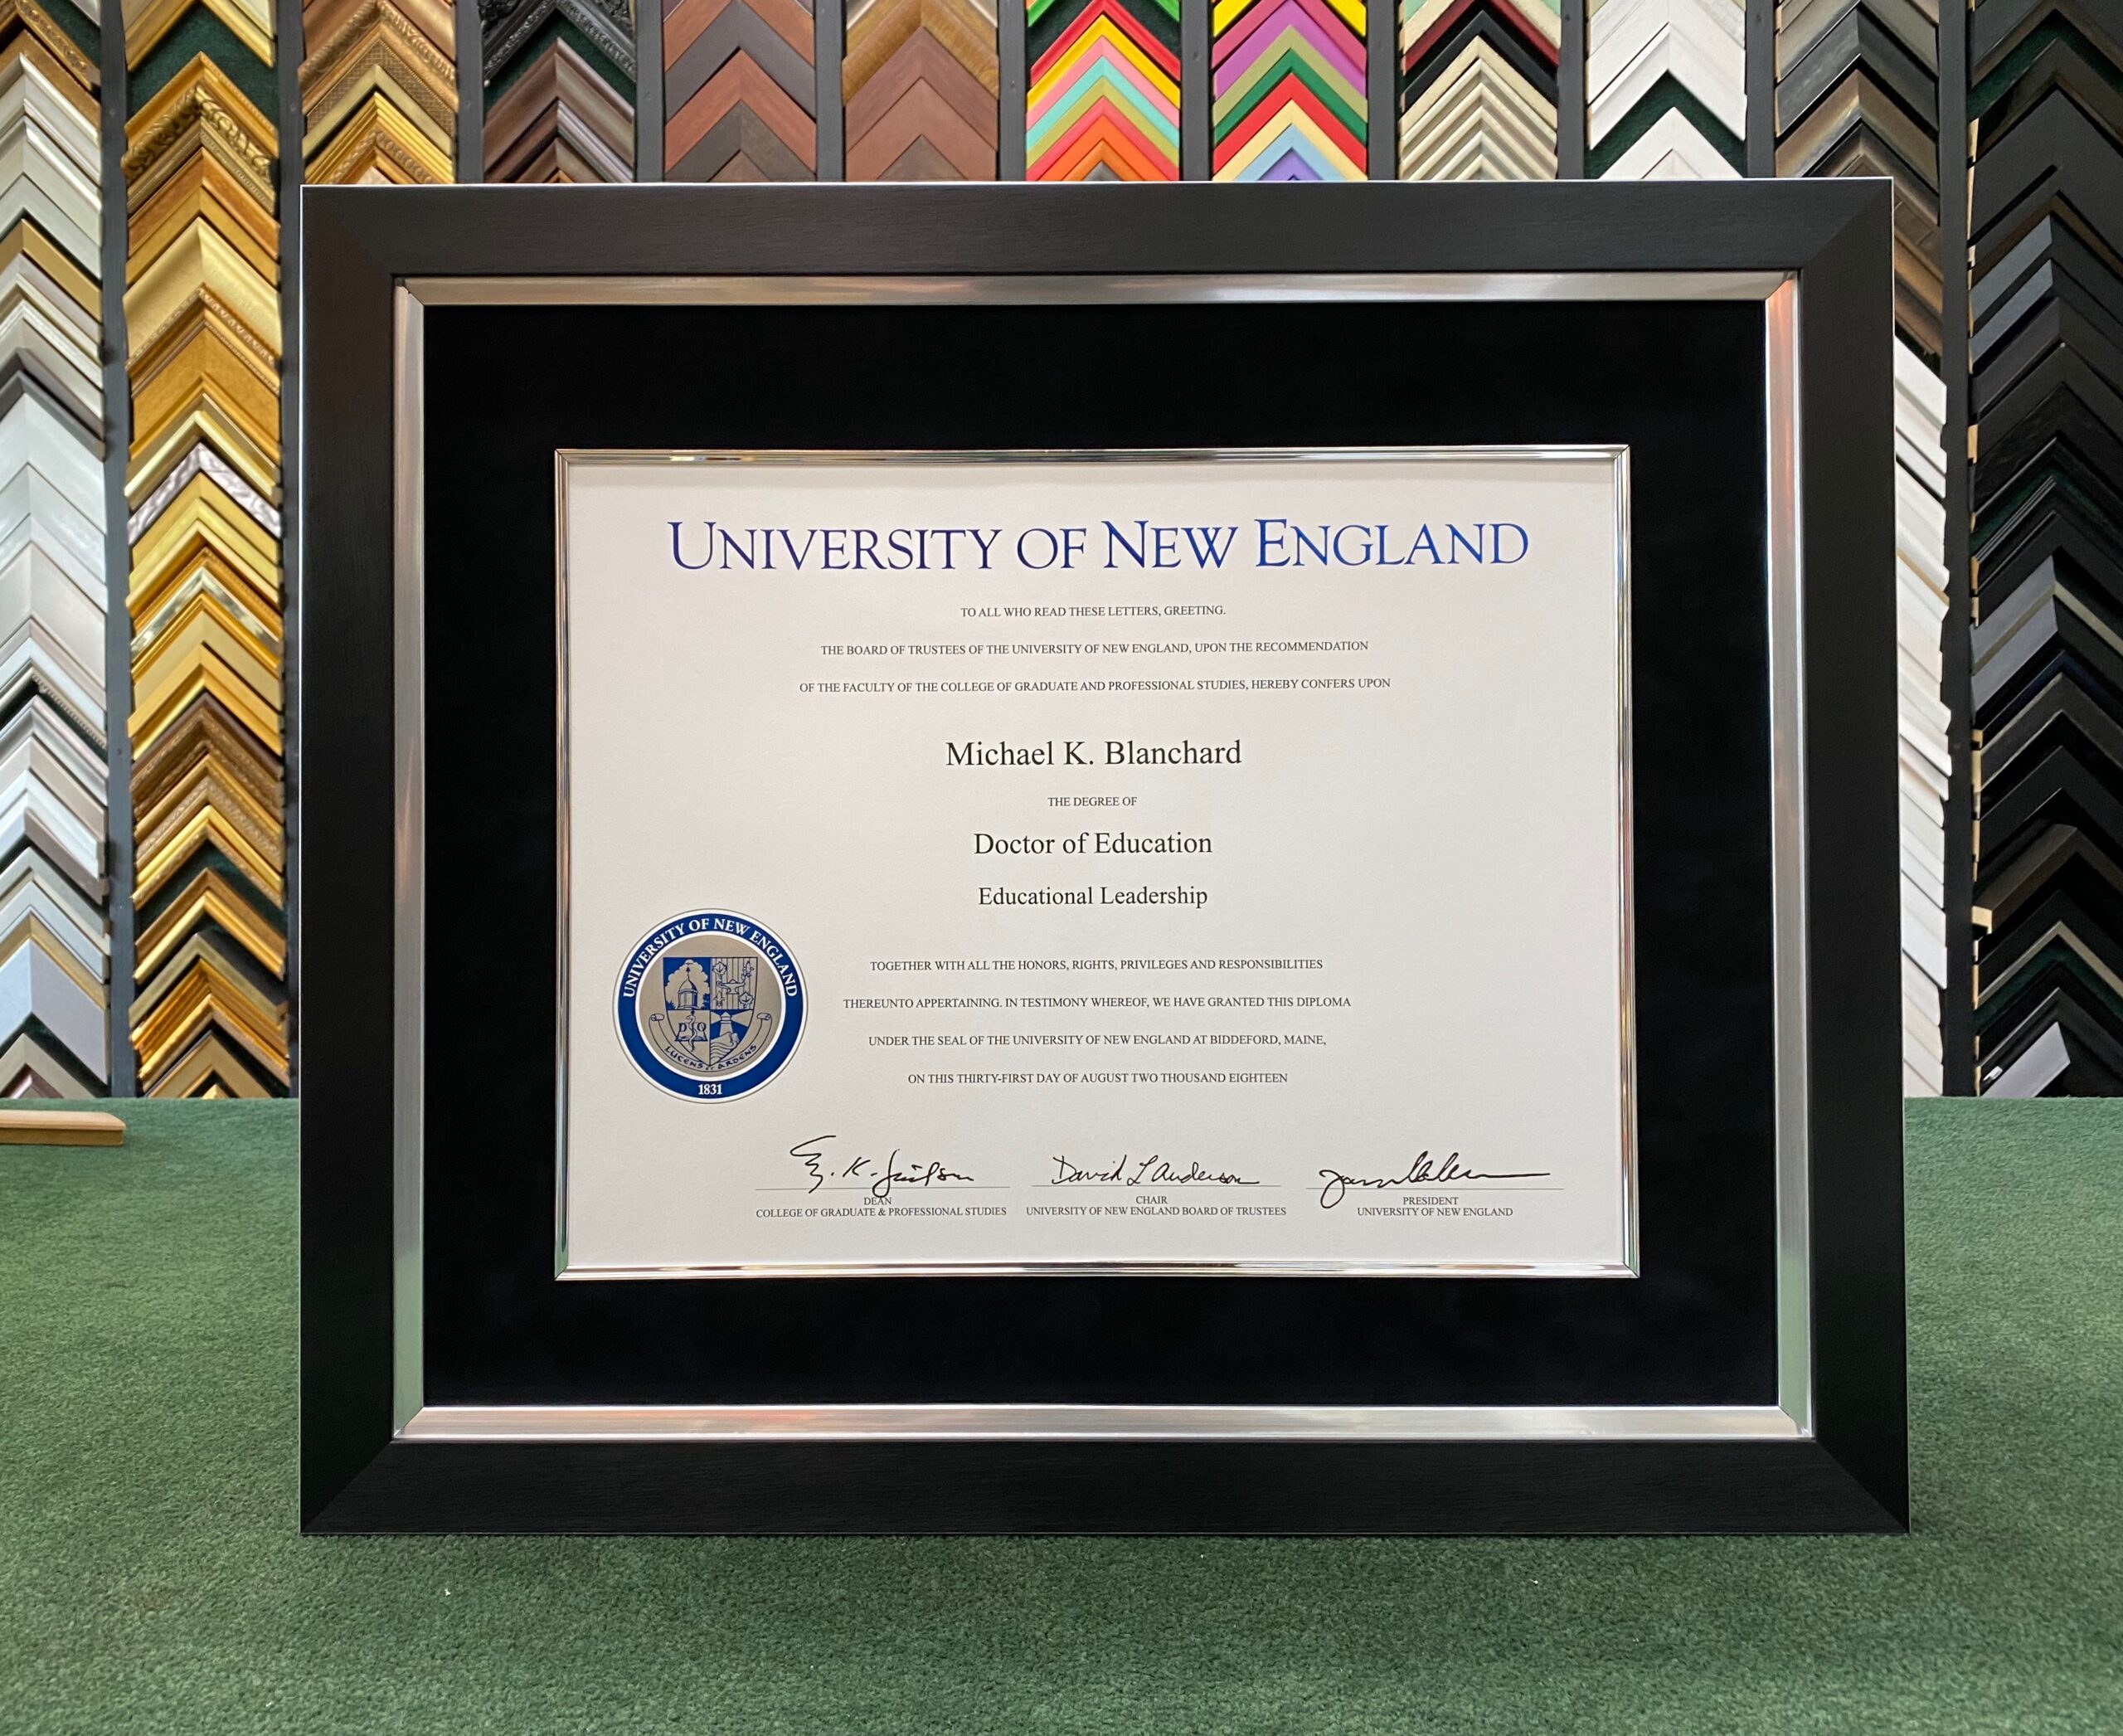 UNIVERSITY OF NEW ENGLAND
TO ALL WHO READ THESE LETTERS, GREETING.
THE BOARD OF TRUSTEES OF THE UNIVERSITY OF NEW ENGLAND, UPON THE RECOMMENDATION
OF THE FACULTY OF THE COLLEGE OF GRADUATE AND PROFESSIONAL STUDIES, HEREBY CONFERS UPON
Michael K. Blanchard
THE DEGREE OF
Doctor of Education
Educational Leadership
TOGETHER WITH ALL THE HONORS, RIGHTS, PRIVILEGES AND RESPONSIBILITIES
THEREUNTO APPERTAINING. IN TESTIMONY WHEREOF, WE HAVE GRANTED THIS DIPLOMA
UNDER THE SEAL OF THE UNIVERSITY OF NEW ENGLAND AT BIDDEFORD, MAINE,
ON THIS THIRTY-FIRST DAY OF AUGUST TWO THOUSAND EIGHTEEN
UNIVERSITY OF NEW ENGLAND
1831
David L Anderson
DEAN
COLLEGE OF GRADUATE & PROFESSIONAL STUDIES
CHAIR
UNIVERSITY OF NEW ENGLAND BOARD OF TRUSTEES
PRESIDENT
UNIVERSITY OF NEW ENGLAND